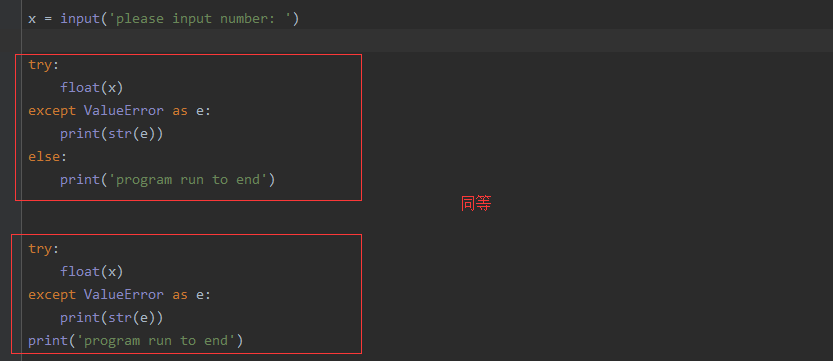 x = input('please input number: ')
try:
    float(x)
except ValueError as e:
    print(str(e))
else:
    print('program run to end')
同等
try:
    float(x)
except ValueError as e:
    print(str(e))
print('program run to end')